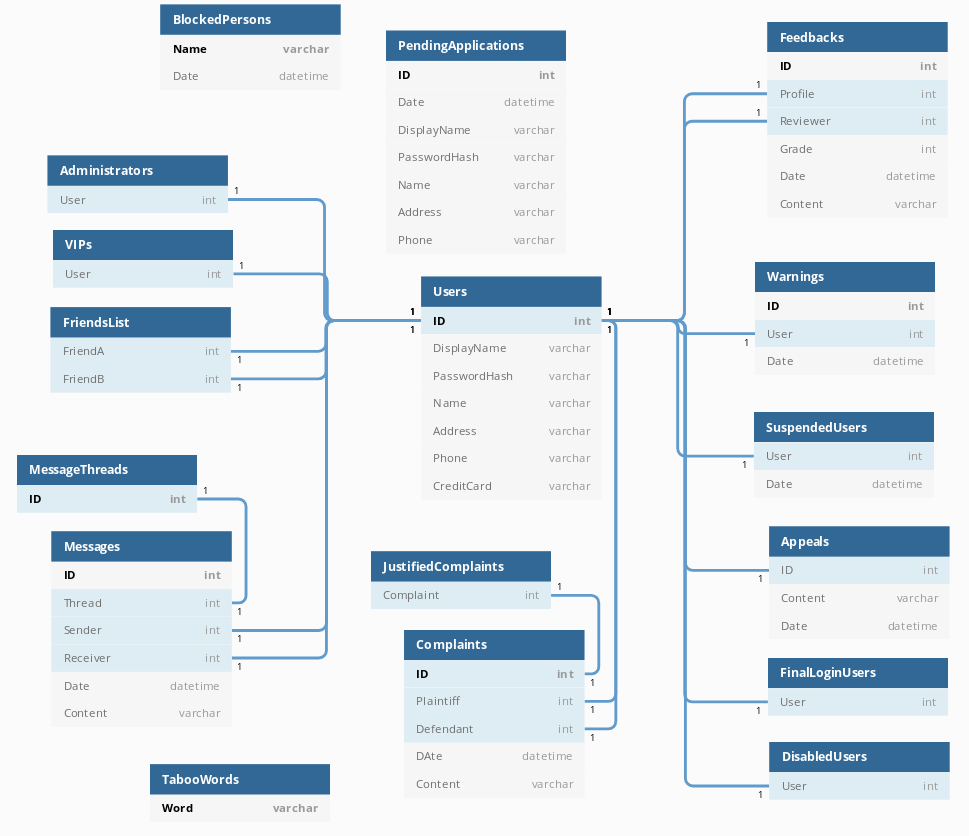 BlockedPersons
Name varchar
Date datetime
PendingApplications
ID int
Date datetime
DisplayName varchar
PasswordHash varchar
Name varchar
Address varchar
Phone varchar
Feedbacks
ID int
1 Profile int
1 Reviewer int
Grade int
Date datetime
Content varchar
Administrators
User int 1
VIPs
User int 1
FriendsList
FriendA int 1
FriendB int 1
Users
1 ID int 1
1 1
DisplayName varchar
PasswordHash varchar
Name varchar
Address varchar
Phone varchar
CreditCard varchar
Warnings
ID int
1 User int
Date datetime
SuspendedUsers
1 User int
Date datetime
MessageThreads
ID int 1
Messages
ID int
Thread int 1
Sender int 1
Receiver int 1
Date datetime
Content varchar
JustifiedComplaints
Complaint int 1
Complaints
ID int 1
Plaintiff int 1
Defendant int 1
DAte datetime
Content varchar
Appeals
1 ID int
Content varchar
Date datetime
FinalLoginUsers
1 User int
DisabledUsers
1 User int
TabooWords
Word varchar